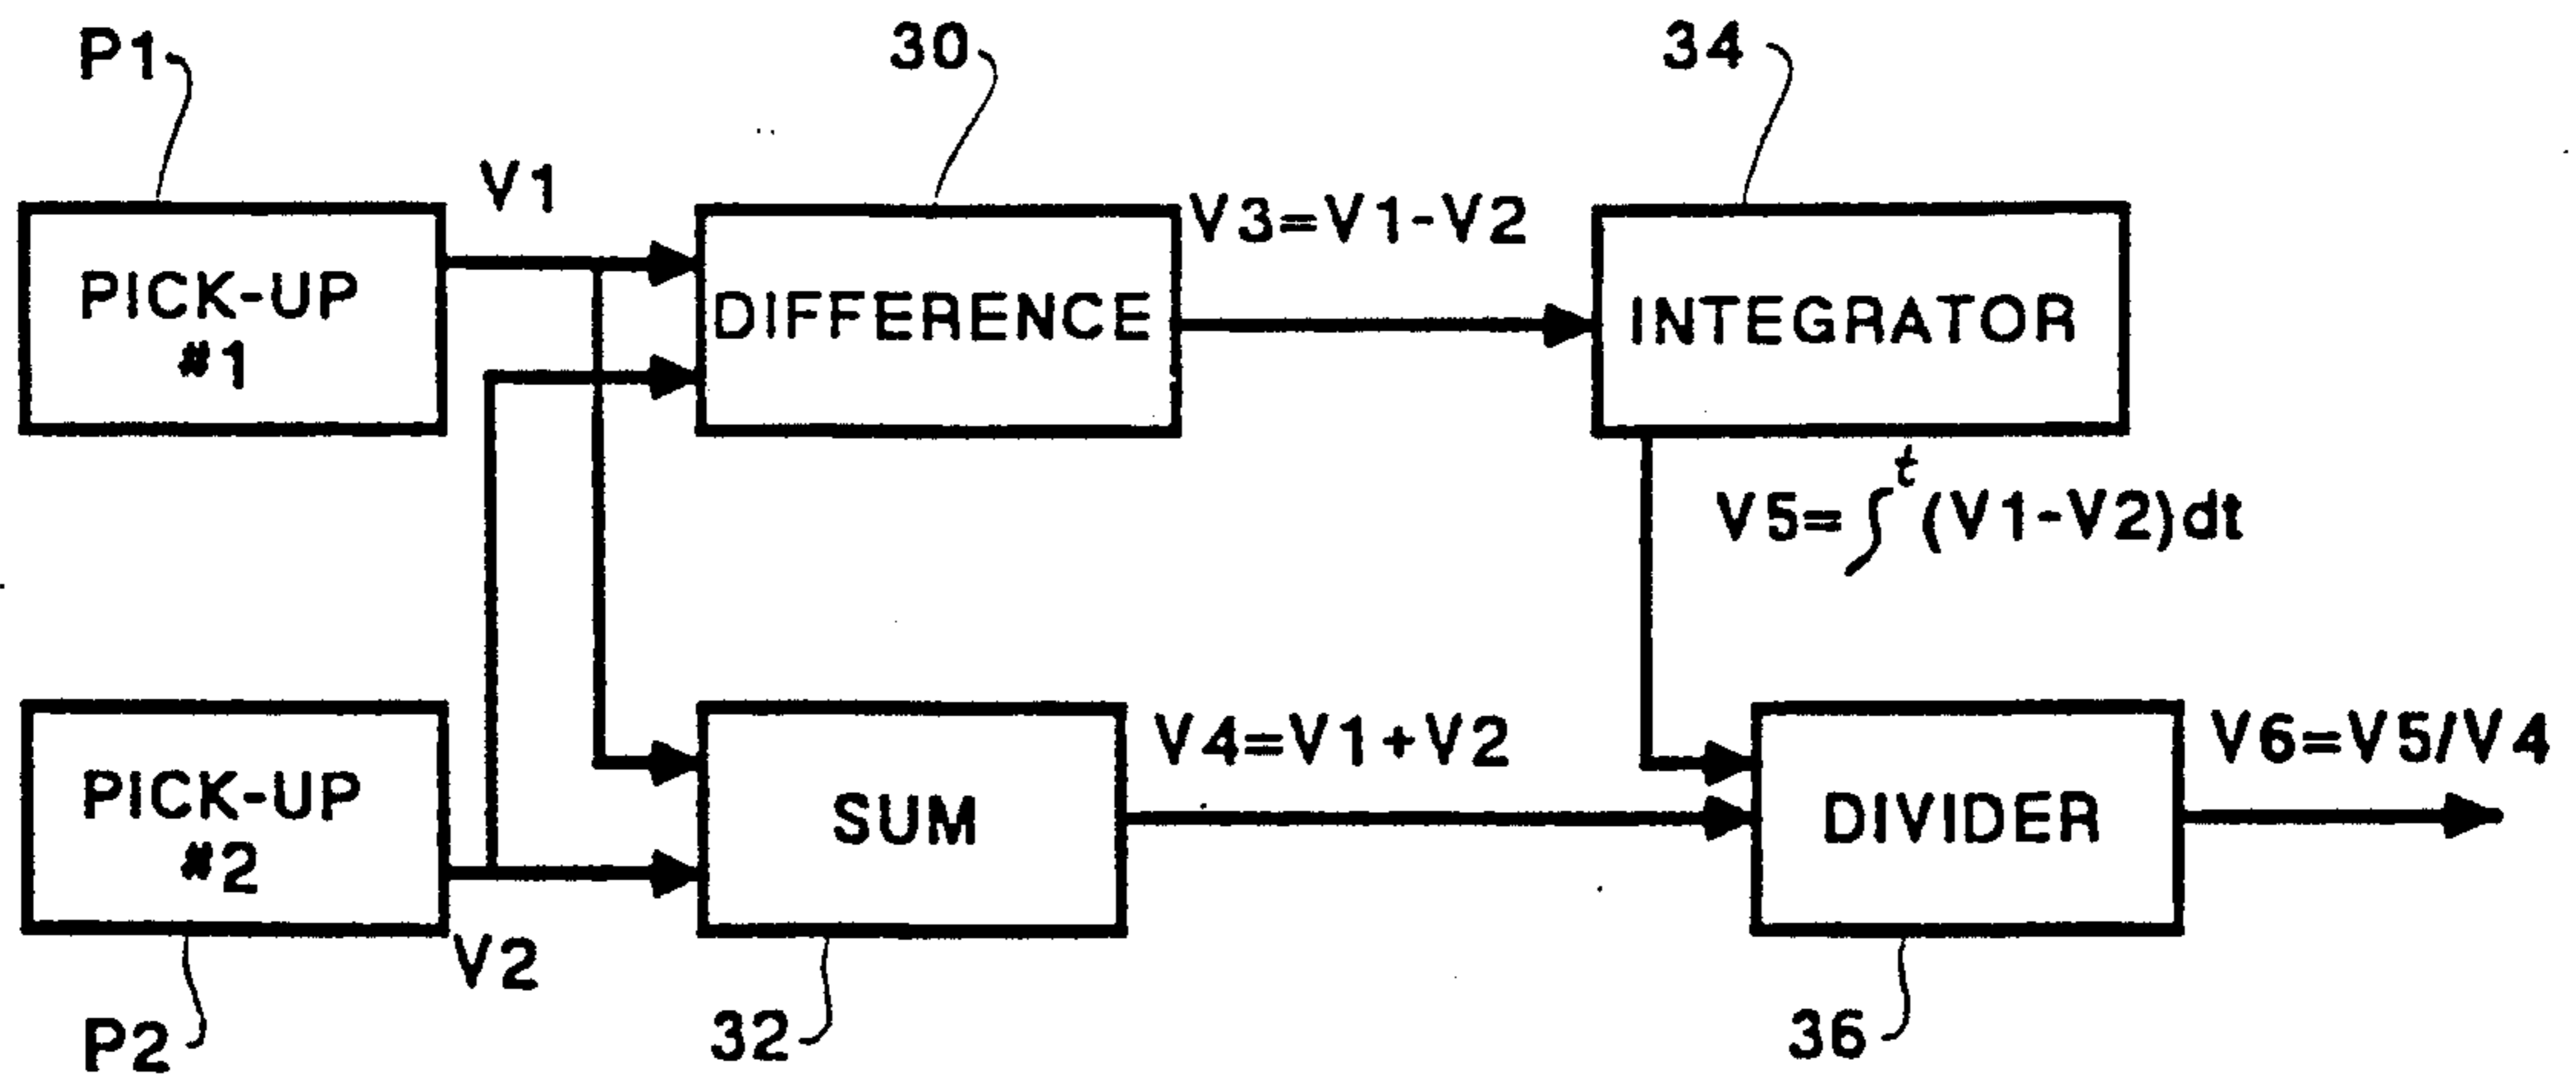 P1
30
34
V1
V3=V1-V2
PICK-UP
#1
DIFFERENCE
INTEGRATOR
V5=∫^t (V1-V2)dt
PICK-UP
#2
SUM
V4=V1+V2
DIVIDER
V6=V5/V4
V2
P2
32
36